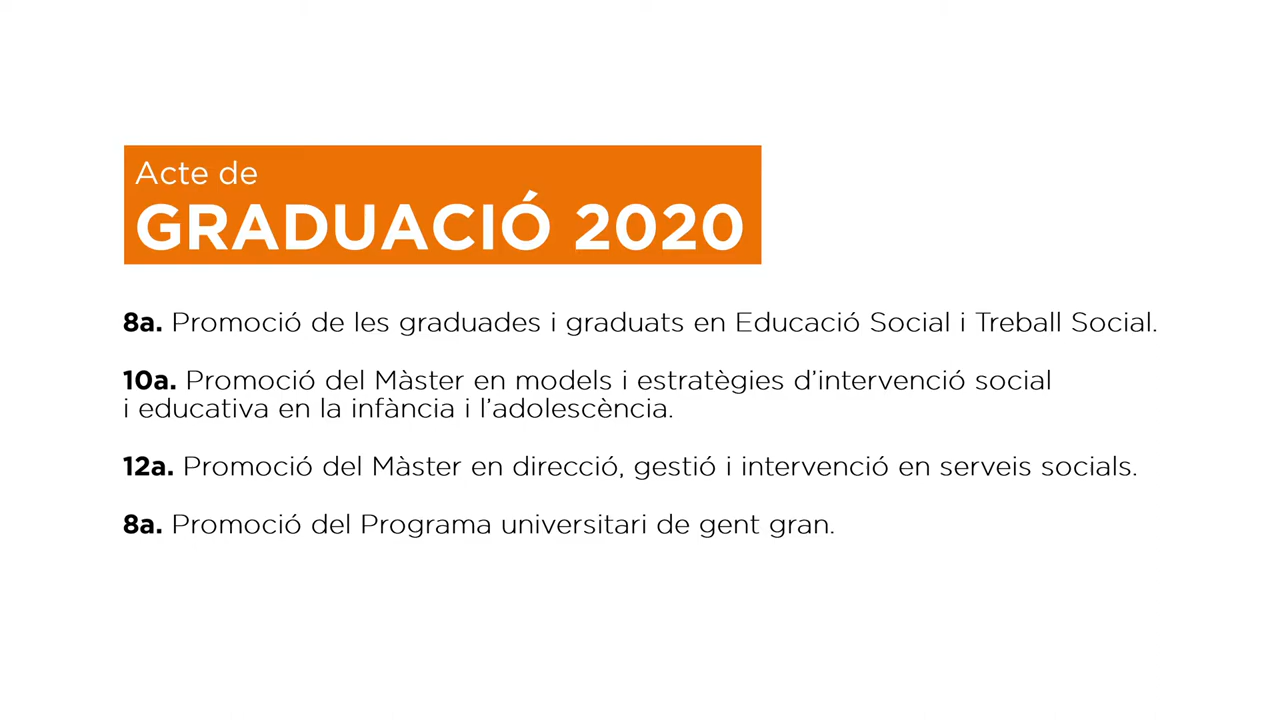 Acte de
GRADUACIÓ 2020
8a. Promoció de les graduades i graduats en Educació Social i Treball Social.
10a. Promoció del Màster en models i estratègies d’intervenció social
i educativa en la infància i l’adolescència.
12a. Promoció del Màster en direcció, gestió i intervenció en serveis socials.
8a. Promoció del Programa universitari de gent gran.